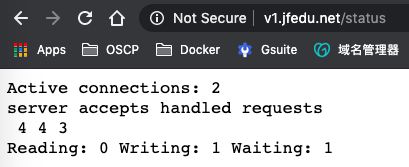 Not Secure | v1.jfedu.net/status
Apps OSCP Docker Gsuite 域名管理器
Active connections: 2
server accepts handled requests
4 4 3
Reading: 0 Writing: 1 Waiting: 1